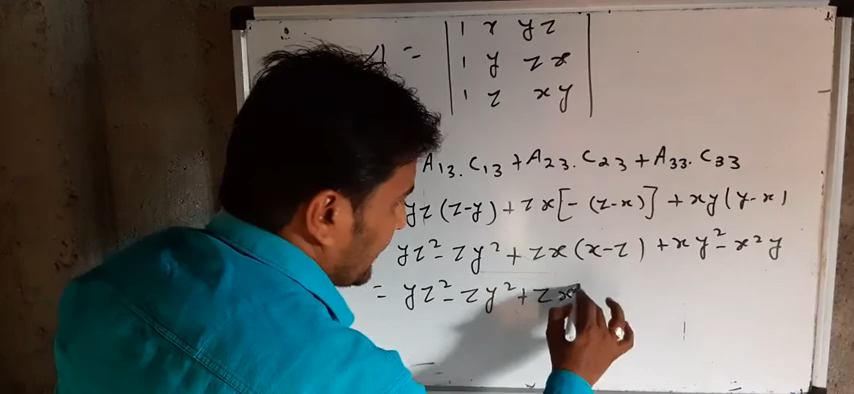 Δ = | 1 x yz |
| 1 y zx |
| 1 z xy |
A13. C13 + A23. C23 + A33. C33
yz (z-y) + zx [- (z-x)] + xy (y-x)
yz² - zy² + zx (x-z) + xy² - x²y
= yz² - zy² + zx